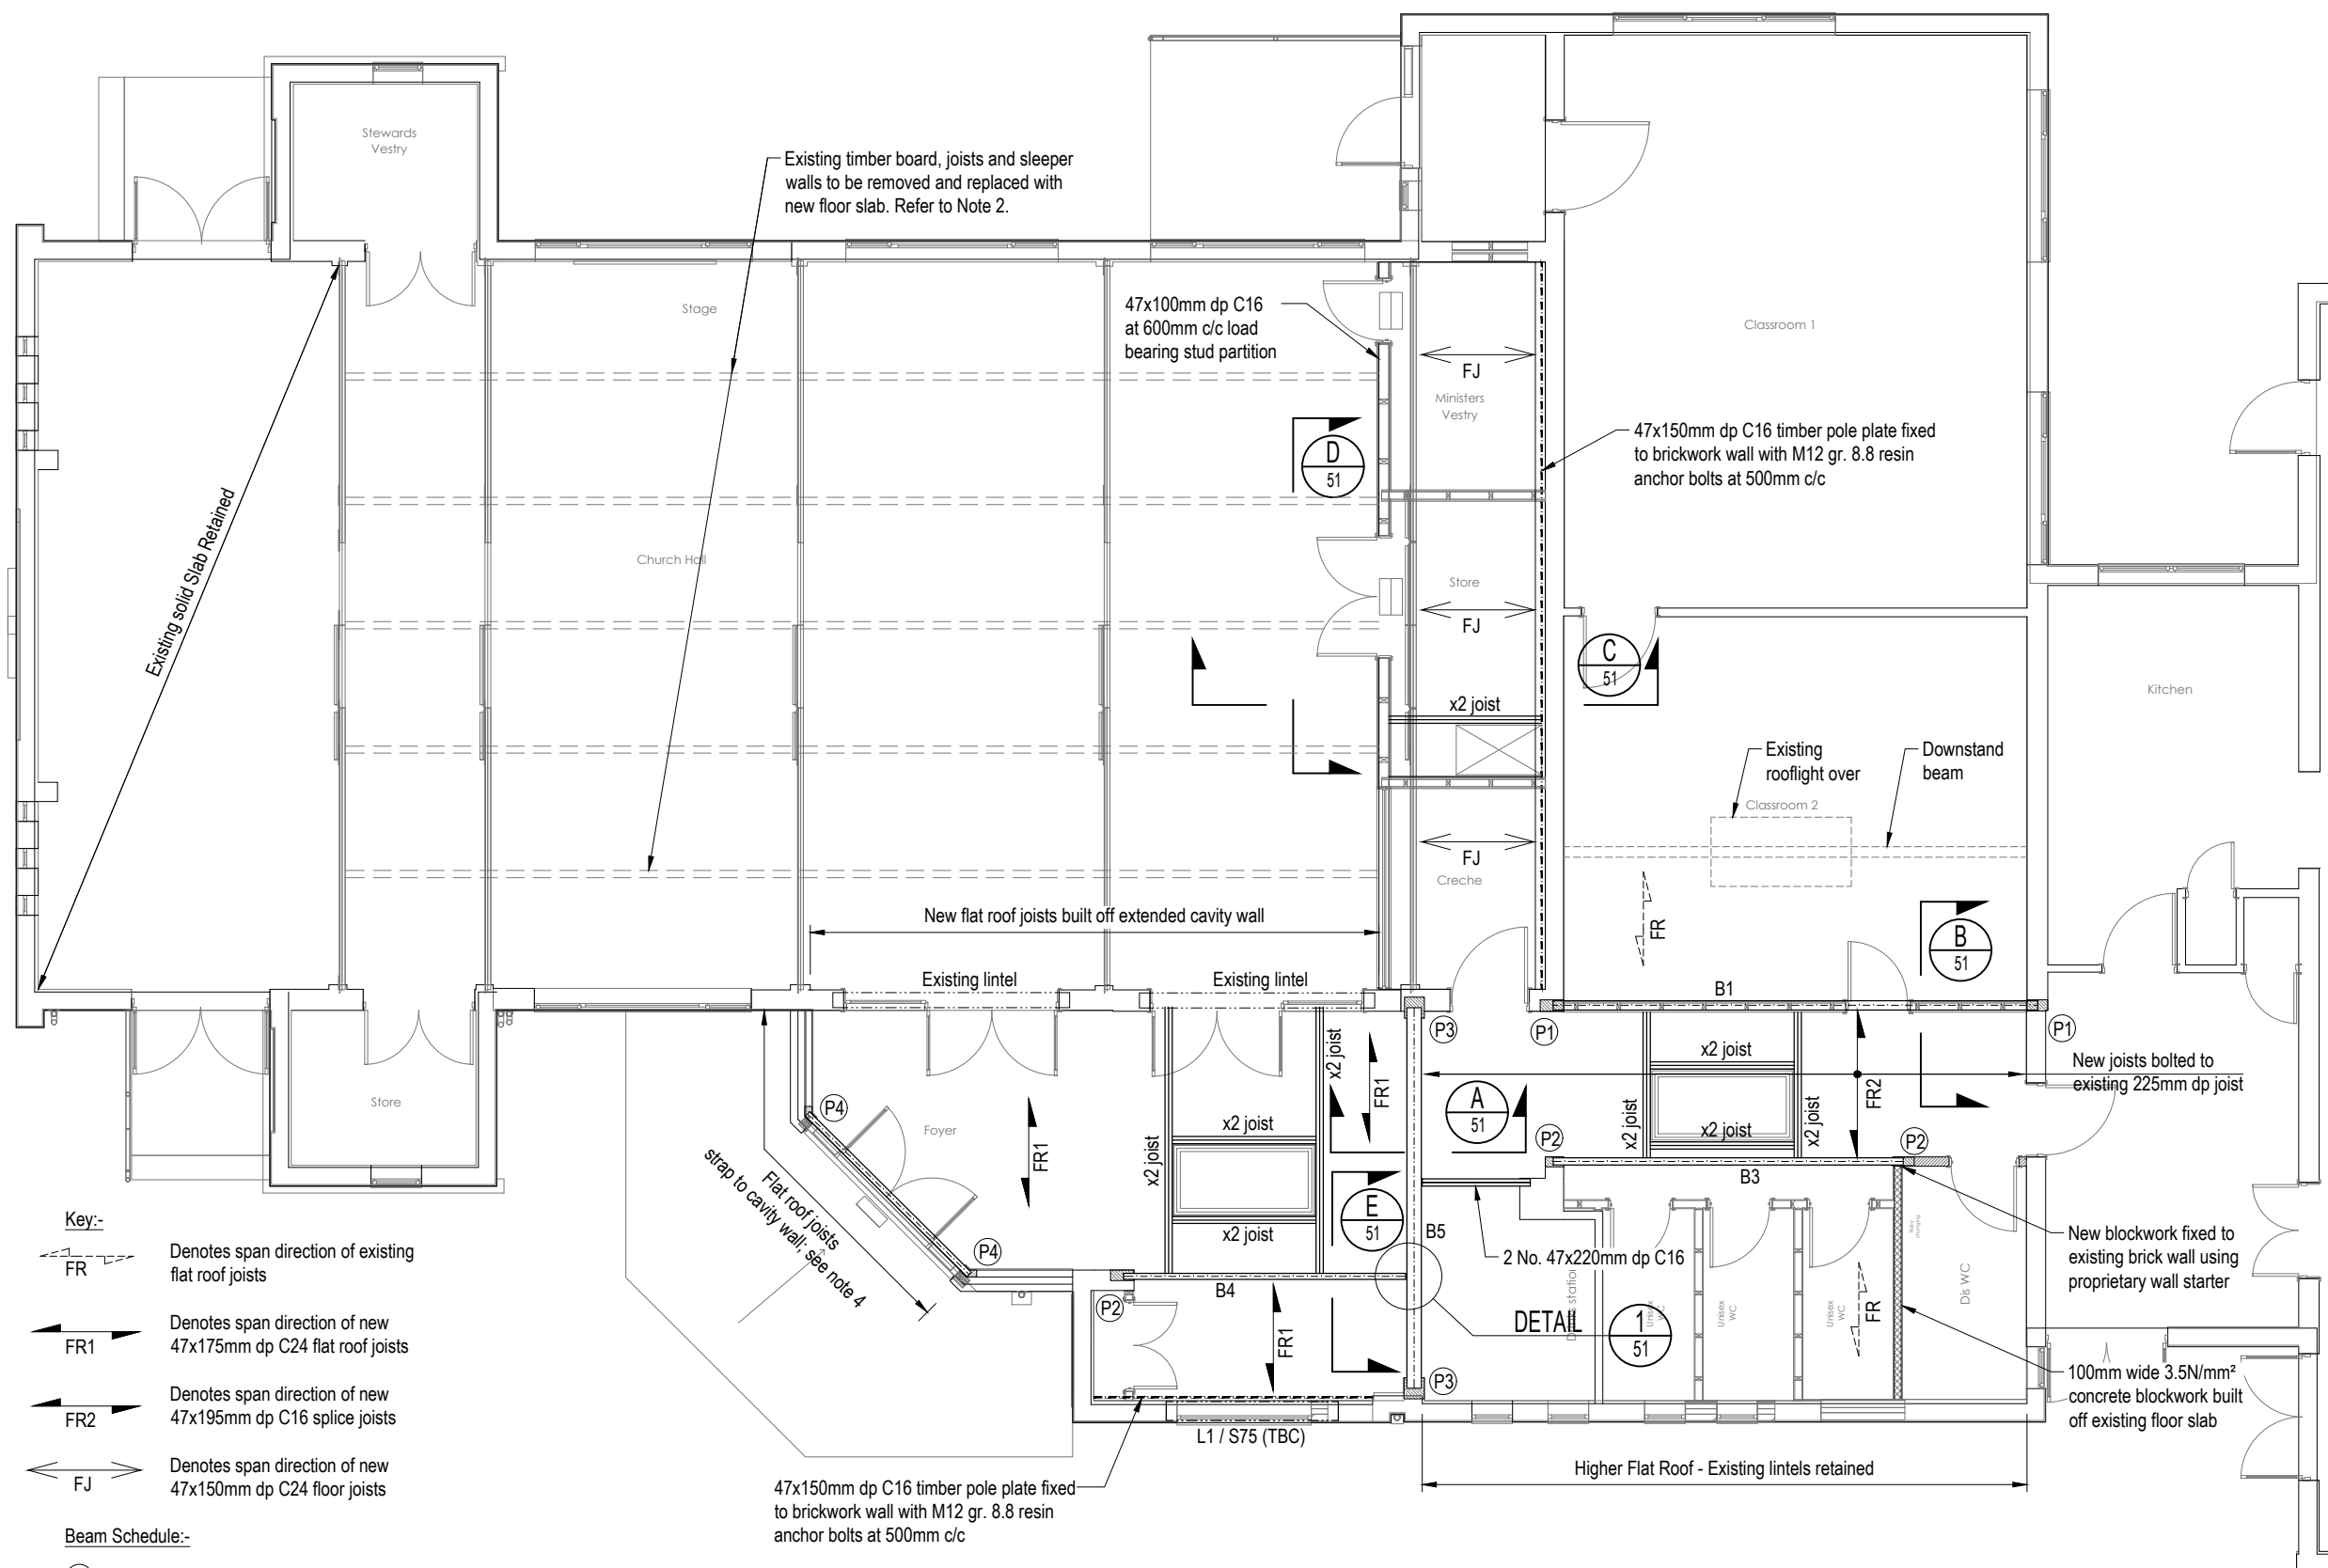 Stewards
Vestry
Existing timber board, joists and sleeper
walls to be removed and replaced with
new floor slab. Refer to Note 2.
Stage
47x100mm dp C16
at 600mm c/c load
bearing stud partition
Classroom 1
FJ
Ministers
Vestry
D
51
47x150mm dp C16 timber pole plate fixed
to brickwork wall with M12 gr. 8.8 resin
anchor bolts at 500mm c/c
Existing solid Slab Retained
Church Hall
Store
FJ
C
51
Kitchen
x2 joist
Existing
rooflight over
Downstand
beam
Classroom 2
FJ
Creche
New flat roof joists built off extended cavity wall
FR
B
51
Existing lintel
Existing lintel
B1
P3
P1
P1
x2 joist
FR1
x2 joist
New joists bolted to
existing 225mm dp joist
FR2
A
51
Store
P4
Foyer
x2 joist
x2 joist
x2 joist
x2 joist
x2 joist
P2
P2
FR1
B3
Flat roof joists
strap to cavity wall; see note 4
E
51
B5
Baby
changing
Key:-
FR
Denotes span direction of existing
flat roof joists
P4
x2 joist
2 No. 47x220mm dp C16
New blockwork fixed to
existing brick wall using
proprietary wall starter
B4
P2
Dis WC
Unisex
WC
Unisex
WC
Unisex
WC
FR
DETAIL
1
51
FR1
Denotes span direction of new
47x175mm dp C24 flat roof joists
FR1
P3
100mm wide 3.5N/mm²
concrete blockwork built
off existing floor slab
FR2
Denotes span direction of new
47x195mm dp C16 splice joists
L1 / S75 (TBC)
FJ
Denotes span direction of new
47x150mm dp C24 floor joists
Higher Flat Roof - Existing lintels retained
47x150mm dp C16 timber pole plate fixed
to brickwork wall with M12 gr. 8.8 resin
anchor bolts at 500mm c/c
Beam Schedule:-